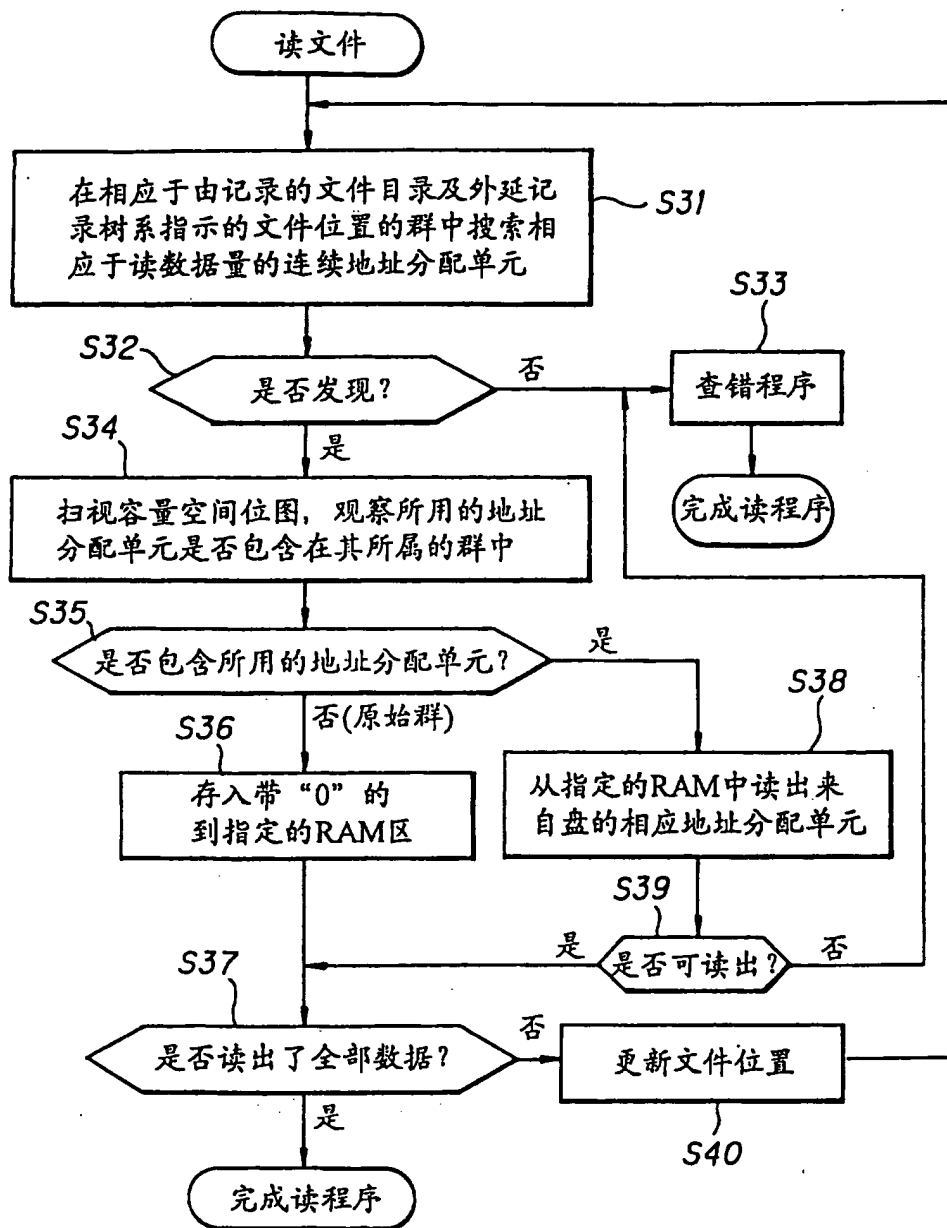 读文件
在相应于由记录的文件目录及外延记
录树系指示的文件位置的群中搜索相
应于读数据量的连续地址分配单元
S31
S32
是否发现？
否
S33
查错程序
是
完成读程序
S34
扫视容量空间位图，观察所用的地址
分配单元是否包含在其所属的群中
S35
是否包含所用的地址分配单元？
是
否(原始群)
S36
存入带“0”的
到指定的RAM区
S38
从指定的RAM中读出来
自盘的相应地址分配单元
S39
是否可读出？
是
否
S37
是否读出了全部数据？
否
更新文件位置
S40
是
完成读程序